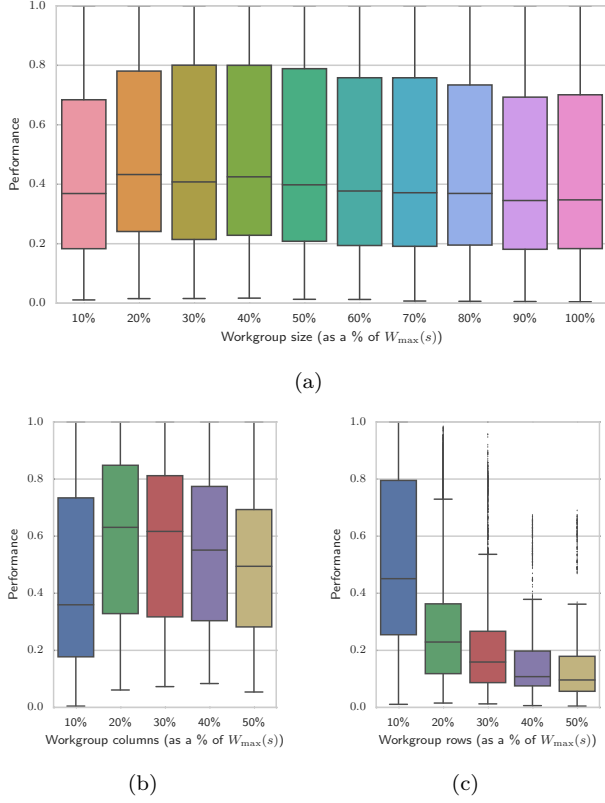 1.0
0.8
0.6
0.4
0.2
0.0
Performance
10% 20% 30% 40% 50% 60% 70% 80% 90% 100%
Workgroup size (as a % of W_max(s))
(a)
1.0
0.8
0.6
0.4
0.2
0.0
Performance
10% 20% 30% 40% 50%
Workgroup columns (as a % of W_max(s))
(b)
1.0
0.8
0.6
0.4
0.2
0.0
Performance
10% 20% 30% 40% 50%
Workgroup rows (as a % of W_max(s))
(c)